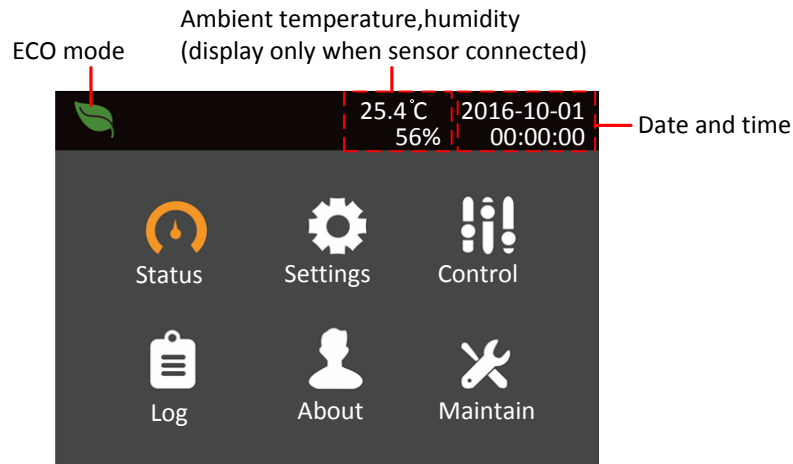 Ambient temperature,humidity
(display only when sensor connected)
ECO mode
25.4°C
56%
2016-10-01
00:00:00
Date and time
Status
Settings
Control
Log
About
Maintain